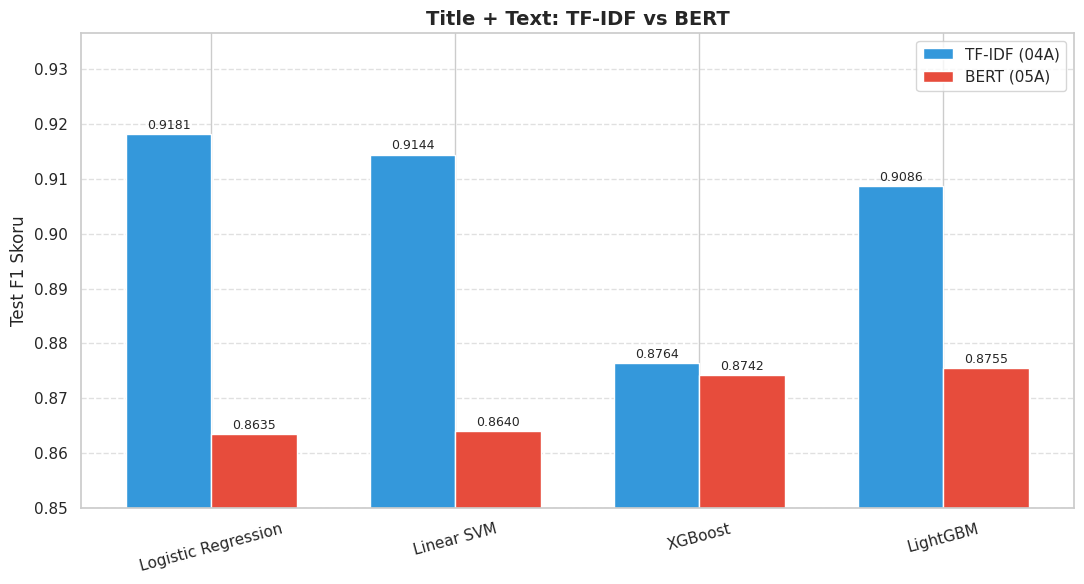 Title + Text: TF-IDF vs BERT
TF-IDF (04A)
BERT (05A)
Test F1 Skoru
0.93
0.92
0.91
0.90
0.89
0.88
0.87
0.86
0.85
0.9181
0.8635
0.9144
0.8640
0.8764
0.8742
0.9086
0.8755
Logistic Regression
Linear SVM
XGBoost
LightGBM